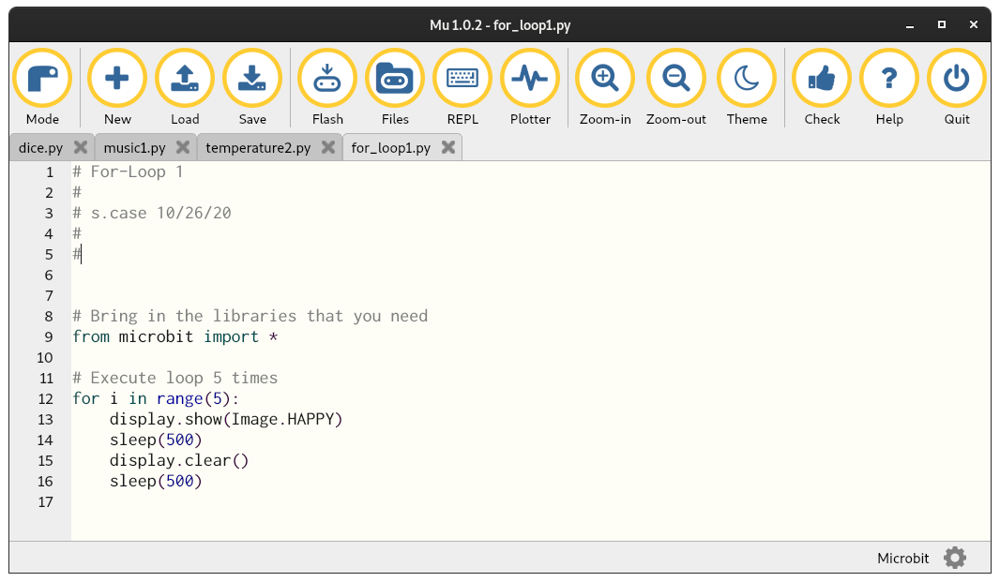 Mu 1.0.2 - for_loop1.py
Mode New Load Save Flash Files REPL Plotter Zoom-in Zoom-out Theme Check Help Quit
dice.py music1.py temperature2.py for_loop1.py
1 # For-Loop 1
2 #
3 # s.case 10/26/20
4 #
5 #
6
7
8 # Bring in the libraries that you need
9 from microbit import *
10
11 # Execute loop 5 times
12 for i in range(5):
13     display.show(Image.HAPPY)
14     sleep(500)
15     display.clear()
16     sleep(500)
17
Microbit